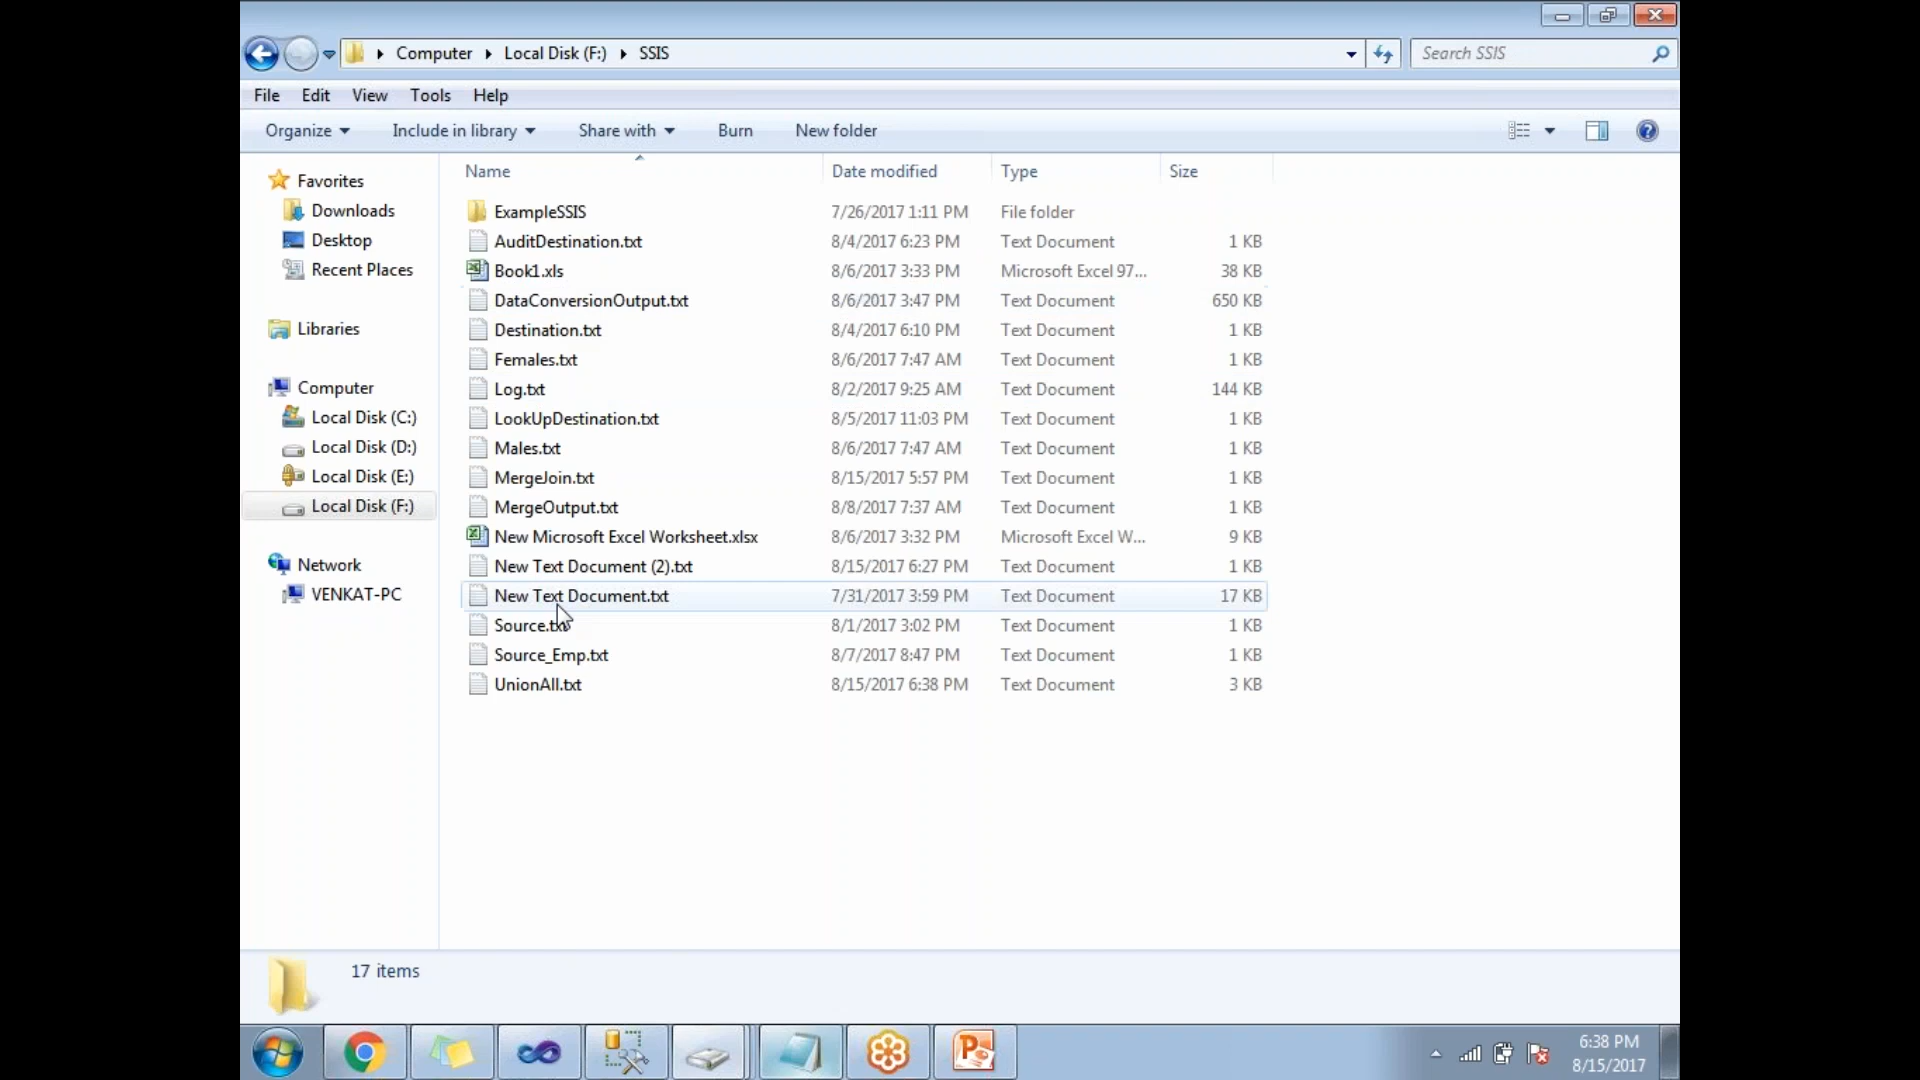 Computer Local Disk (F:) SSIS
Search SSIS
File Edit View Tools Help
Organize Include in library Share with Burn New folder
Name Date modified Type Size
Favorites
Downloads
Desktop
Recent Places
Libraries
Computer
Local Disk (C:)
Local Disk (D:)
Local Disk (E:)
Local Disk (F:)
Network
VENKAT-PC
ExampleSSIS 7/26/2017 1:11 PM File folder
AuditDestination.txt 8/4/2017 6:23 PM Text Document 1 KB
Book1.xls 8/6/2017 3:33 PM Microsoft Excel 97... 38 KB
DataConversionOutput.txt 8/6/2017 3:47 PM Text Document 650 KB
Destination.txt 8/4/2017 6:10 PM Text Document 1 KB
Females.txt 8/6/2017 7:47 AM Text Document 1 KB
Log.txt 8/2/2017 9:25 AM Text Document 144 KB
LookUpDestination.txt 8/5/2017 11:03 PM Text Document 1 KB
Males.txt 8/6/2017 7:47 AM Text Document 1 KB
MergeJoin.txt 8/15/2017 5:57 PM Text Document 1 KB
MergeOutput.txt 8/8/2017 7:37 AM Text Document 1 KB
New Microsoft Excel Worksheet.xlsx 8/6/2017 3:32 PM Microsoft Excel W... 9 KB
New Text Document (2).txt 8/15/2017 6:27 PM Text Document 1 KB
New Text Document.txt 7/31/2017 3:59 PM Text Document 17 KB
Source.txt 8/1/2017 3:02 PM Text Document 1 KB
Source_Emp.txt 8/7/2017 8:47 PM Text Document 1 KB
UnionAll.txt 8/15/2017 6:38 PM Text Document 3 KB
17 items
6:38 PM
8/15/2017